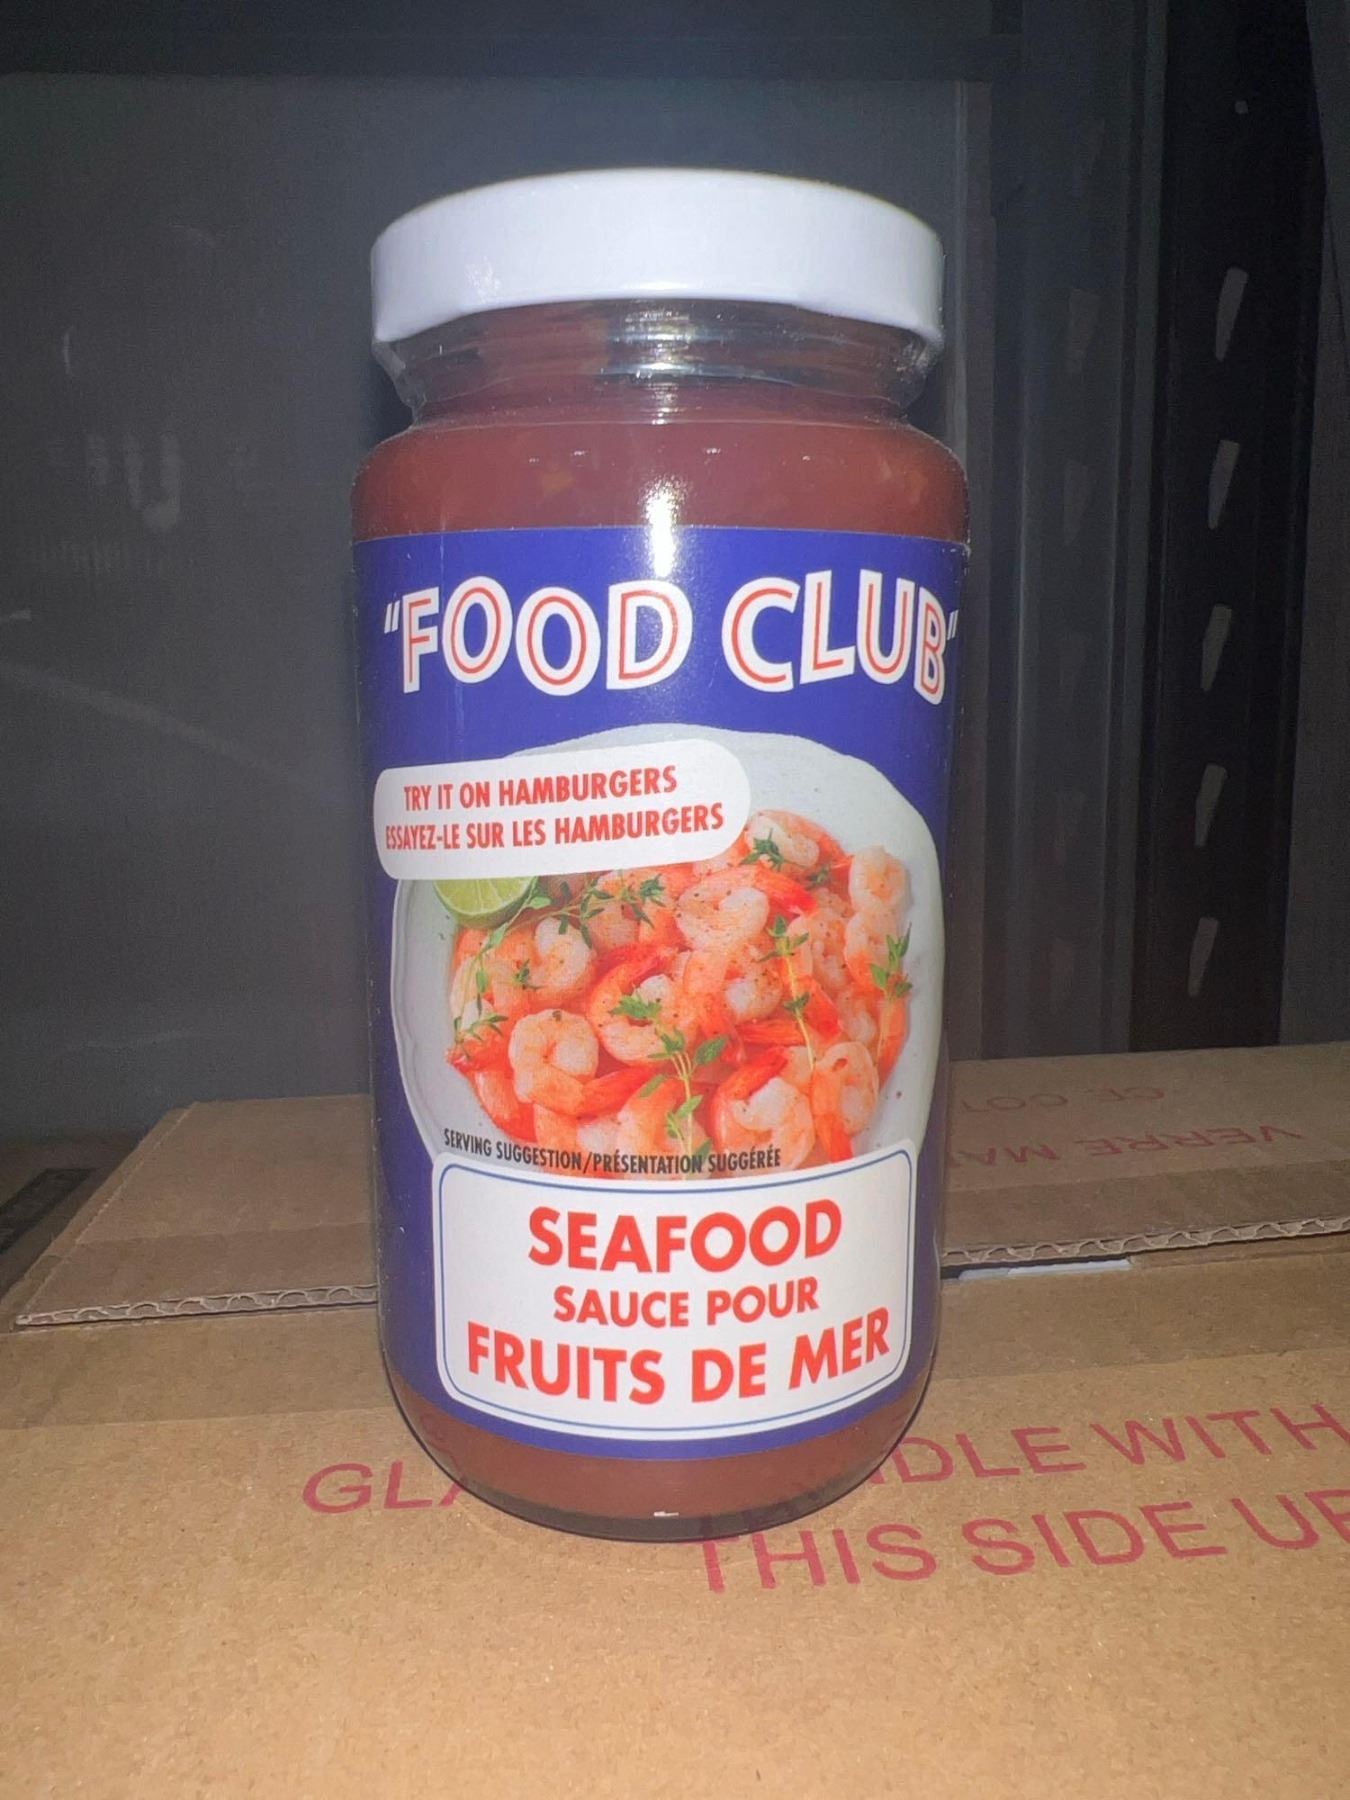 "FOOD CLUB"
TRY IT ON HAMBURGERS
ESSAYEZ-LE SUR LES HAMBURGERS
SERVING SUGGESTION/PRÉSENTATION SUGGÉRÉE
SEAFOOD
SAUCE POUR
FRUITS DE MER
WITH
THIS SIDE